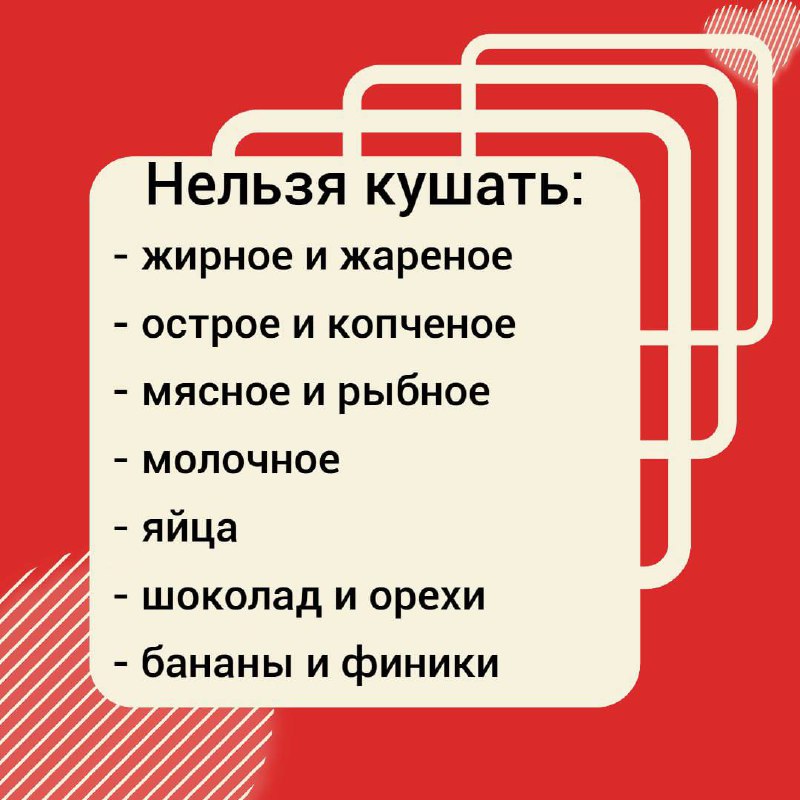 Нельзя кушать:
- жирное и жареное
- острое и копченое
- мясное и рыбное
- молочное
- яйца
- шоколад и орехи
- бананы и финики